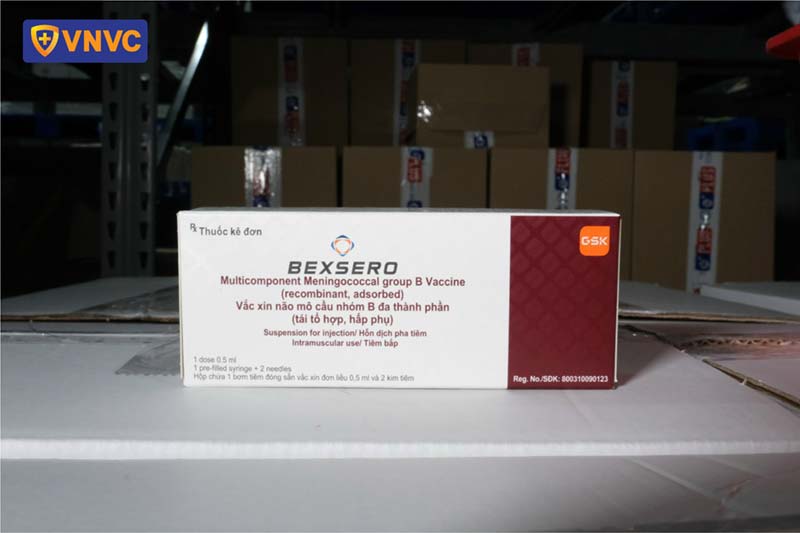 VNVC
Rx Thuốc kê đơn
GSK
BEXSERO
Multicomponent Meningococcal group B Vaccine
(recombinant, adsorbed)
Vắc xin não mô cầu nhóm B đa thành phần
(tái tổ hợp, hấp phụ)
Suspension for injection/ Hỗn dịch pha tiêm
Intramuscular use/ Tiêm bắp
1 dose 0.5 ml
1 pre-filled syringe + 2 needles
Hộp chứa 1 bơm tiêm đóng sẵn vắc xin đơn liều 0,5 ml và 2 kim tiêm
Reg. No./SDK: 800310090123